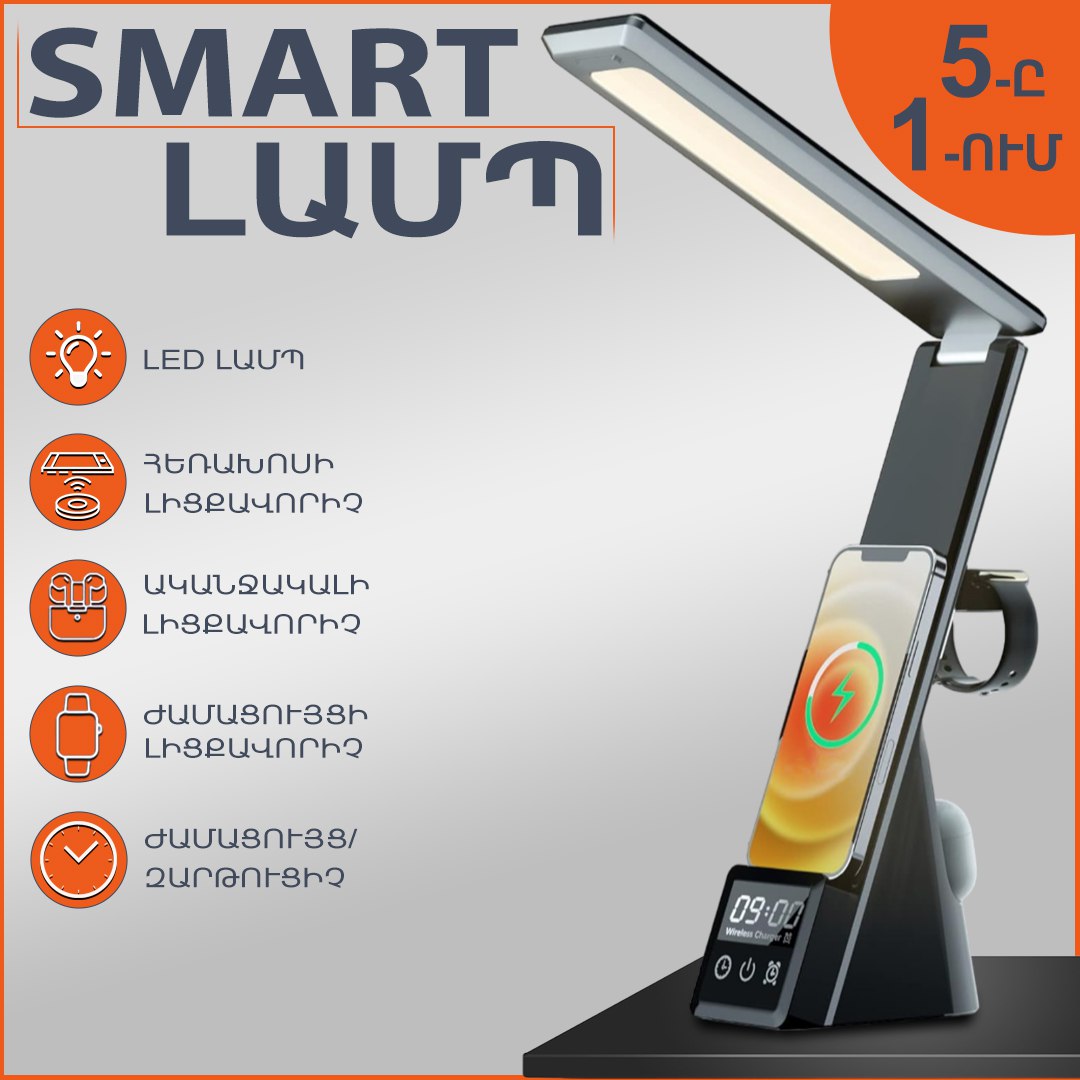 SMART
ԼԱՄՊ
5-Ը
1-ՈՒՄ
LED ԼԱՄՊ
ՀԵՌԱԽՈՍԻ
ԼԻՑՔԱՎՈՐԻՉ
ԱԿԱՆՋԱԿԱԼԻ
ԼԻՑՔԱՎՈՐԻՉ
ԺԱՄԱՑՈՒՅՑԻ
ԼԻՑՔԱՎՈՐԻՉ
ԺԱՄԱՑՈՒՅՑ/
ԶԱՐԹՈՒՑԻՉ
09:00
Wireless Charger